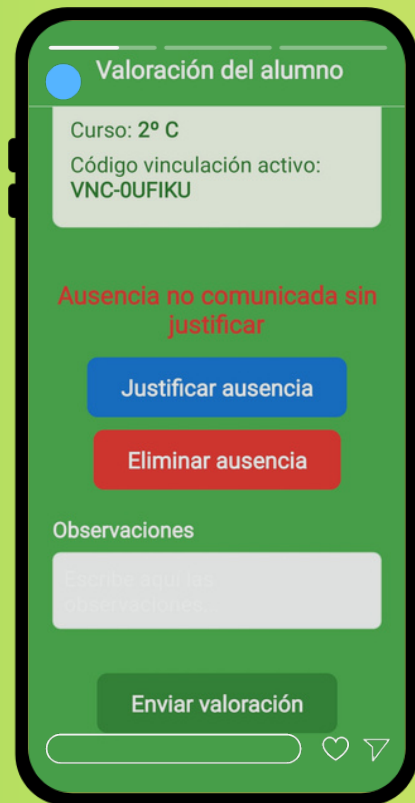 Valoración del alumno
Curso: 2º C
Código vinculación activo:
VNC-0UFIKU
Ausencia no comunicada sin
justificar
Justificar ausencia
Eliminar ausencia
Observaciones
Escribe aquí las
observaciones.
Enviar valoración